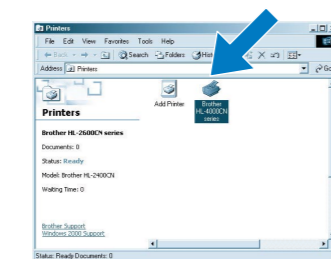 Printers
File Edit View Favorites Tools Help
Back Search Folders
Address Printers
Add Printer
Brother HL-4000CN series
Printers
Brother HL-2600CN series
Documents: 0
Status: Ready
Model: Brother HL-2400CN
Waiting Time: 0
Brother Support
Windows 2000 Support
Status: Ready Documents: 0